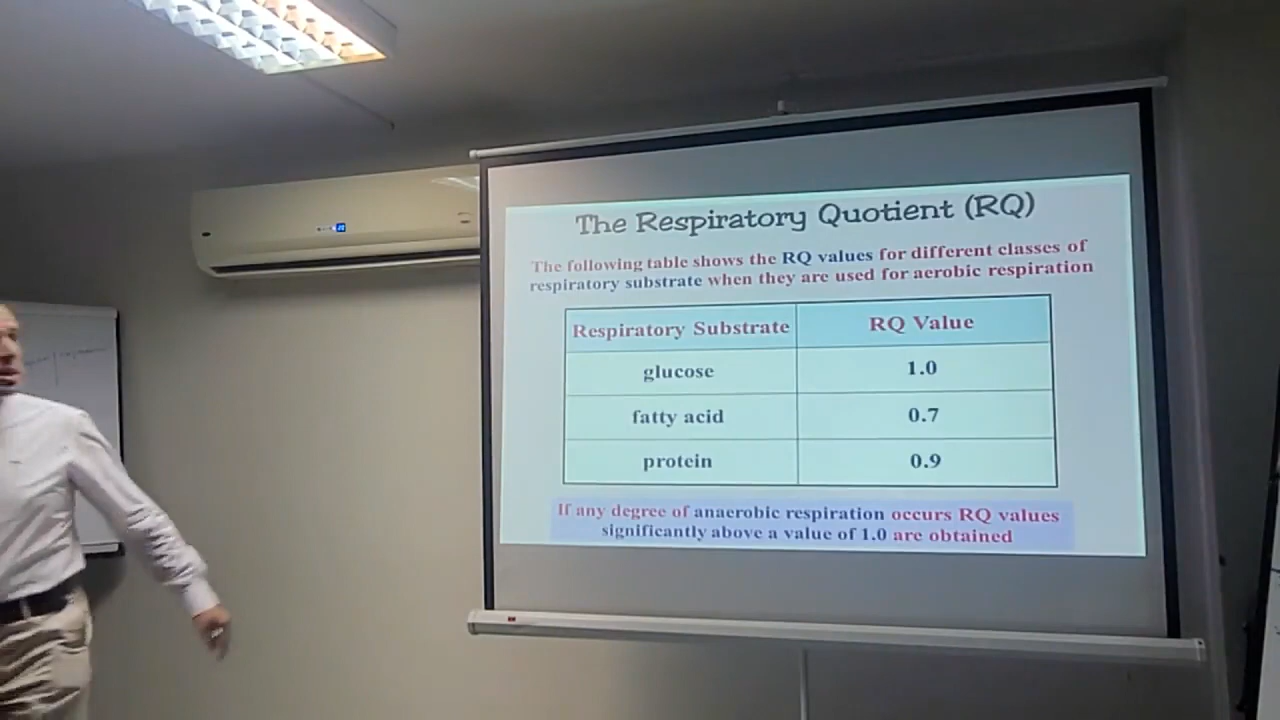 The Respiratory Quotient (RQ)
The following table shows the RQ values for different classes of
respiratory substrate when they are used for aerobic respiration
Respiratory Substrate RQ Value
glucose 1.0
fatty acid 0.7
protein 0.9
If any degree of anaerobic respiration occurs RQ values
significantly above a value of 1.0 are obtained